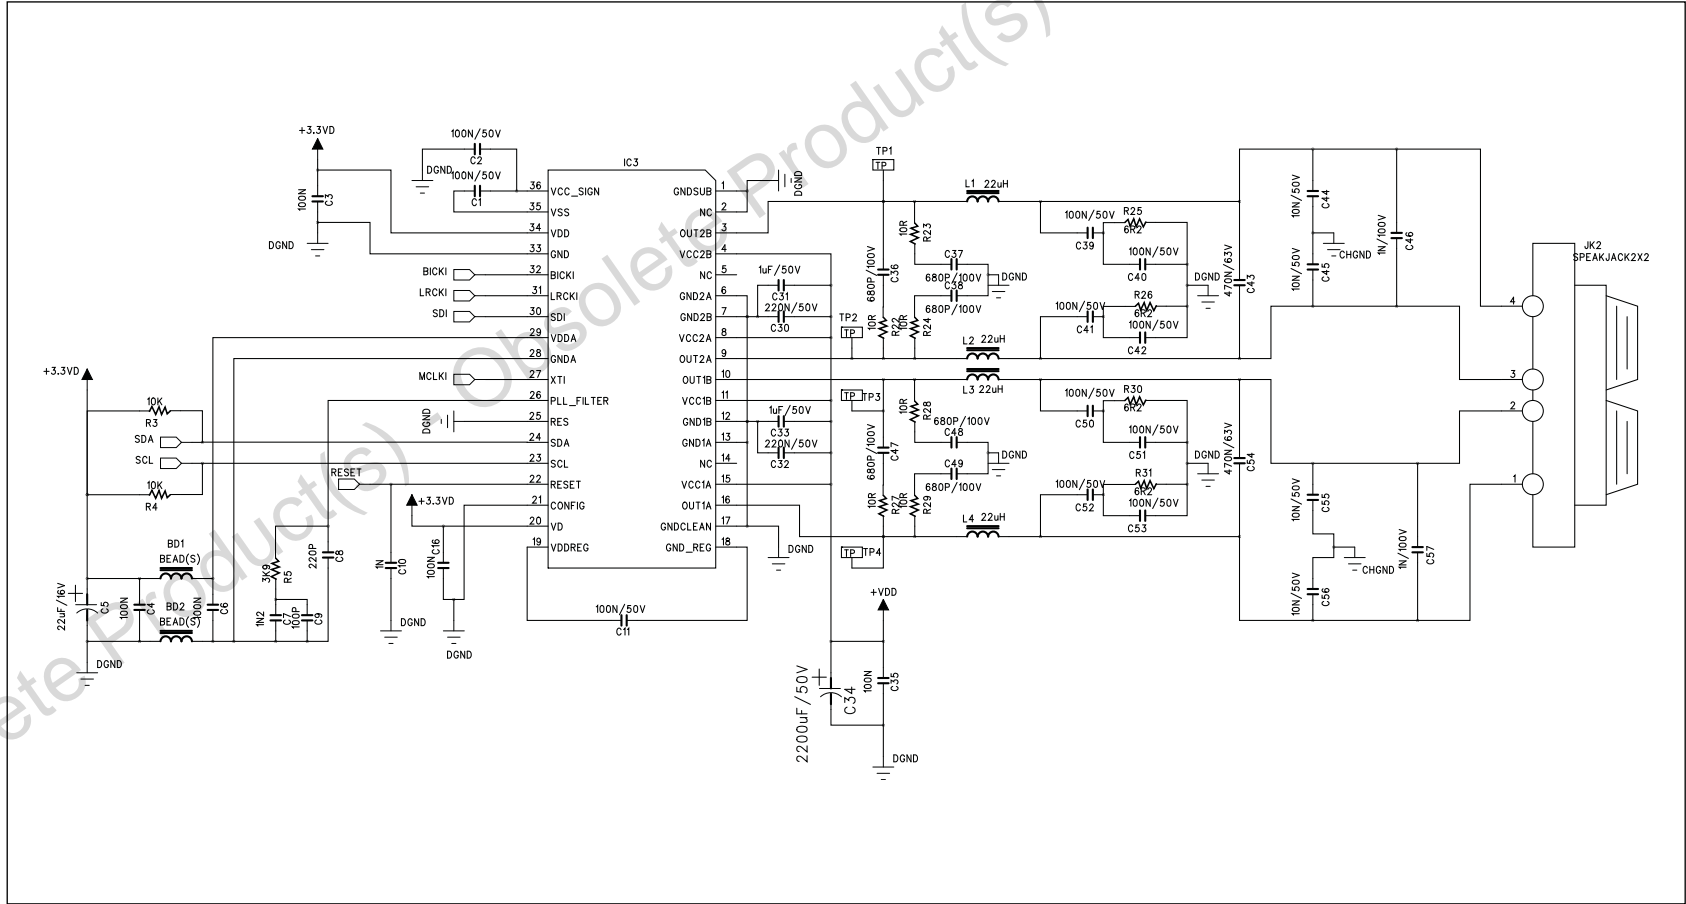 Obsolete Product(s) - Obsolete Product(s)
+3.3VD
C3
100N
DGND
100N/50V
C2
DGND
100N/50V
C1
IC3
36 VCC_SIGN
35 VSS
34 VDD
33 GND
BICKI 32 BICKI
LRCKI 31 LRCKI
SDI 30 SDI
29 VDDA
28 GNDA
MCLKI 27 XTI
26 PLL_FILTER
DGND 25 RES
SDA 24 SDA
SCL 23 SCL
RESET 22 RESET
21 CONFIG
20 VD
19 VDDREG
GNDSUB 1
NC 2
OUT2B 3
VCC2B 4
NC 5
GND2A 6
GND2B 7
VCC2A 8
OUT2A 9
OUT1B 10
VCC1B 11
GND1B 12
GND1A 13
NC 14
VCC1A 15
OUT1A 16
GNDCLEAN 17
GND_REG 18
+3.3VD
10K
R3
10K
R4
BD1
BEAD(S)
BD2
BEAD(S)
22uF/16V
C5
100N
C4
100N
C6
DGND
3K9
R5
220P
C8
1N2
C7
100P
C9
1N
C10
DGND
+3.3VD
100N
C16
DGND
100N/50V
C11
DGND
1uF/50V
C31
220N/50V
C30
1uF/50V
C33
220N/50V
C32
DGND
+VDD
2200uF/50V
C34
100N
C35
DGND
TP1
TP
TP2
TP
TP TP3
TP TP4
680P/100V
C36
10R
R22
10R
R23
C37
680P/100V
C38
680P/100V
10R
R24
DGND
L1 22uH
L2 22uH
L3 22uH
L4 22uH
680P/100V
C47
10R
R27
10R
R28
680P/100V
C48
C49
680P/100V
10R
R29
DGND
100N/50V
C39
R25
6R2
100N/50V
C40
R26
6R2
100N/50V
C41
100N/50V
C42
DGND
470N/63V
C43
100N/50V
C50
R30
6R2
100N/50V
C51
R31
6R2
100N/50V
C52
100N/50V
C53
DGND
470N/63V
C54
10N/50V
C44
10N/50V
C45
CHGND
1N/100V
C46
10N/50V
C55
10N/50V
C56
CHGND
1N/100V
C57
JK2
SPEAKJACK2X2
4
3
2
1